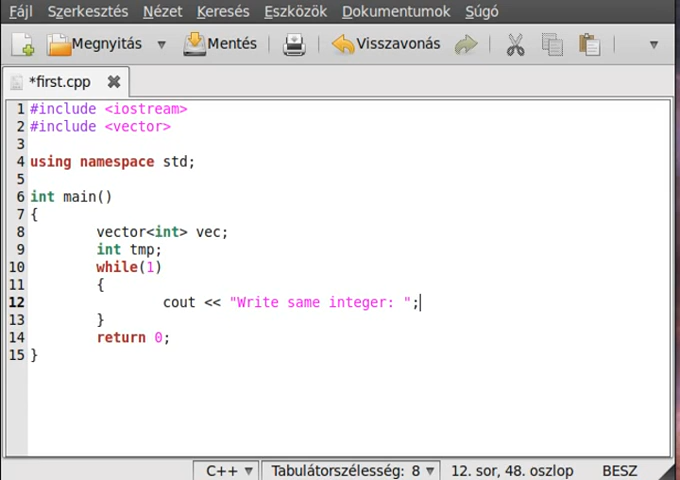 Fájl Szerkesztés Nézet Keresés Eszközök Dokumentumok Súgó
Megnyitás Mentés Visszavonás
*first.cpp
1 #include <iostream>
2 #include <vector>
3
4 using namespace std;
5
6 int main()
7 {
8 vector<int> vec;
9 int tmp;
10 while(1)
11 {
12 cout << "Write same integer: ";
13 }
14 return 0;
15 }
C++ Tabulátorszélesség: 8 12. sor, 48. oszlop BESZ